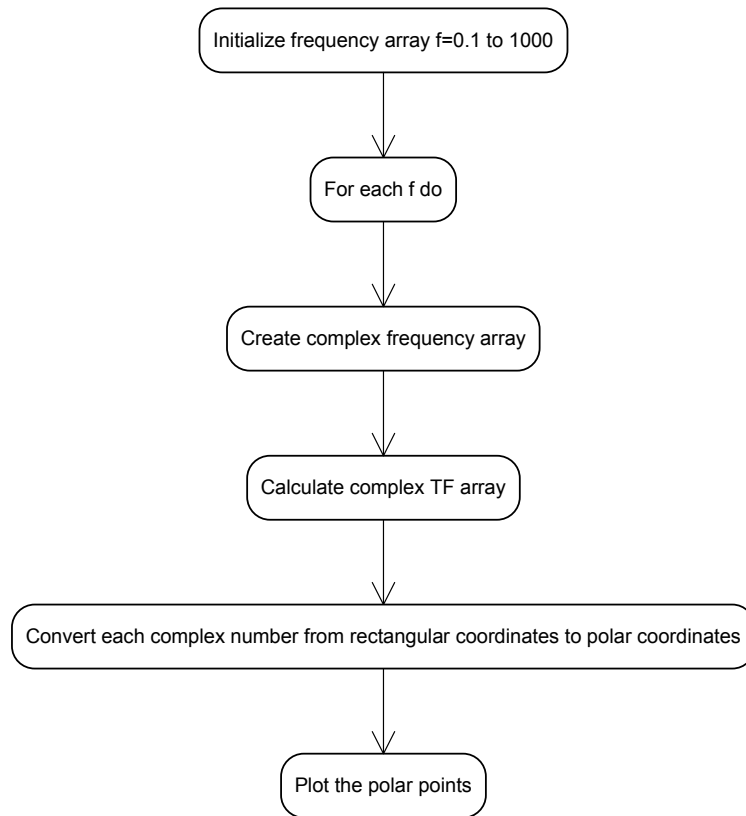 Initialize frequency array f=0.1 to 1000
For each f do
Create complex frequency array
Calculate complex TF array
Convert each complex number from rectangular coordinates to polar coordinates
Plot the polar points